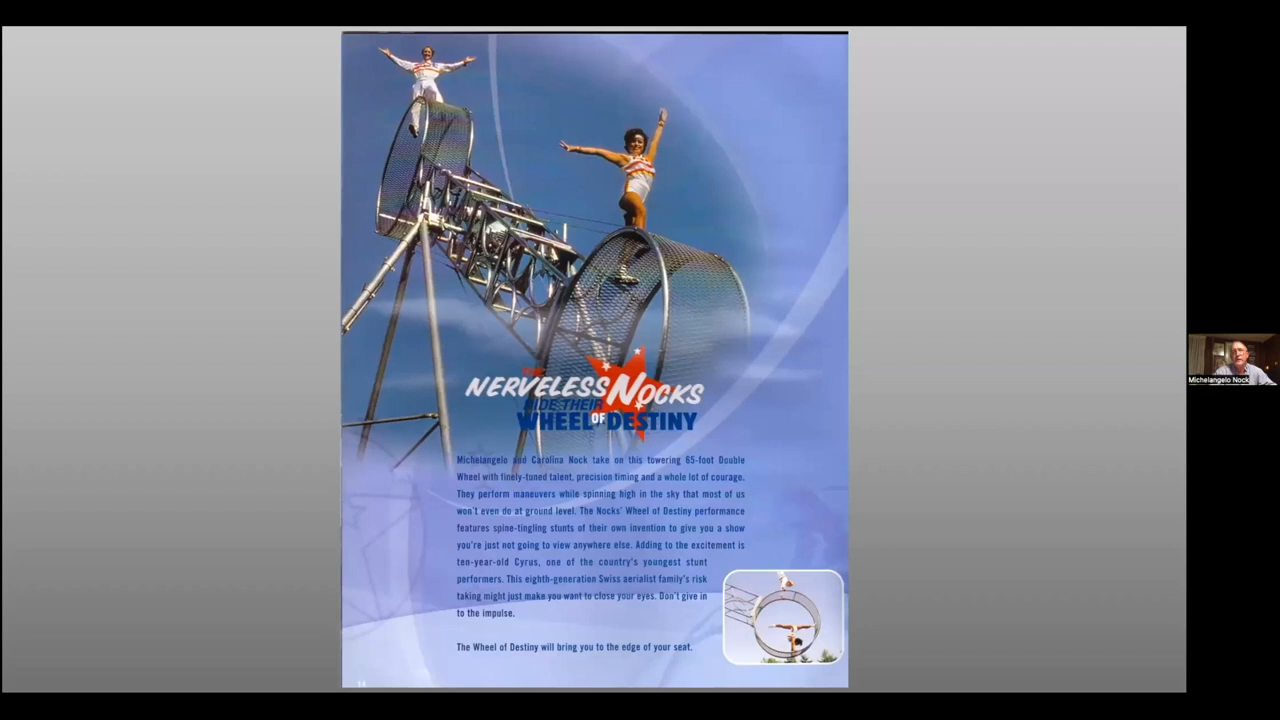 THE
NERVELESS NOCKS
RIDE THEIR
WHEEL OF DESTINY
Michelangelo and Carolina Nock take on this towering 65-foot Double
Wheel with finely-tuned talent, precision timing and a whole lot of courage.
They perform maneuvers while spinning high in the sky that most of us
won't even do at ground level. The Nocks' Wheel of Destiny performance
features spine-tingling stunts of their own invention to give you a show
you're just not going to view anywhere else. Adding to the excitement is
ten-year-old Cyrus, one of the country's youngest stunt
performers. This eighth-generation Swiss aerialist family's risk
taking might just make you want to close your eyes. Don't give in
to the impulse.
The Wheel of Destiny will bring you to the edge of your seat.
Michelangelo Nock